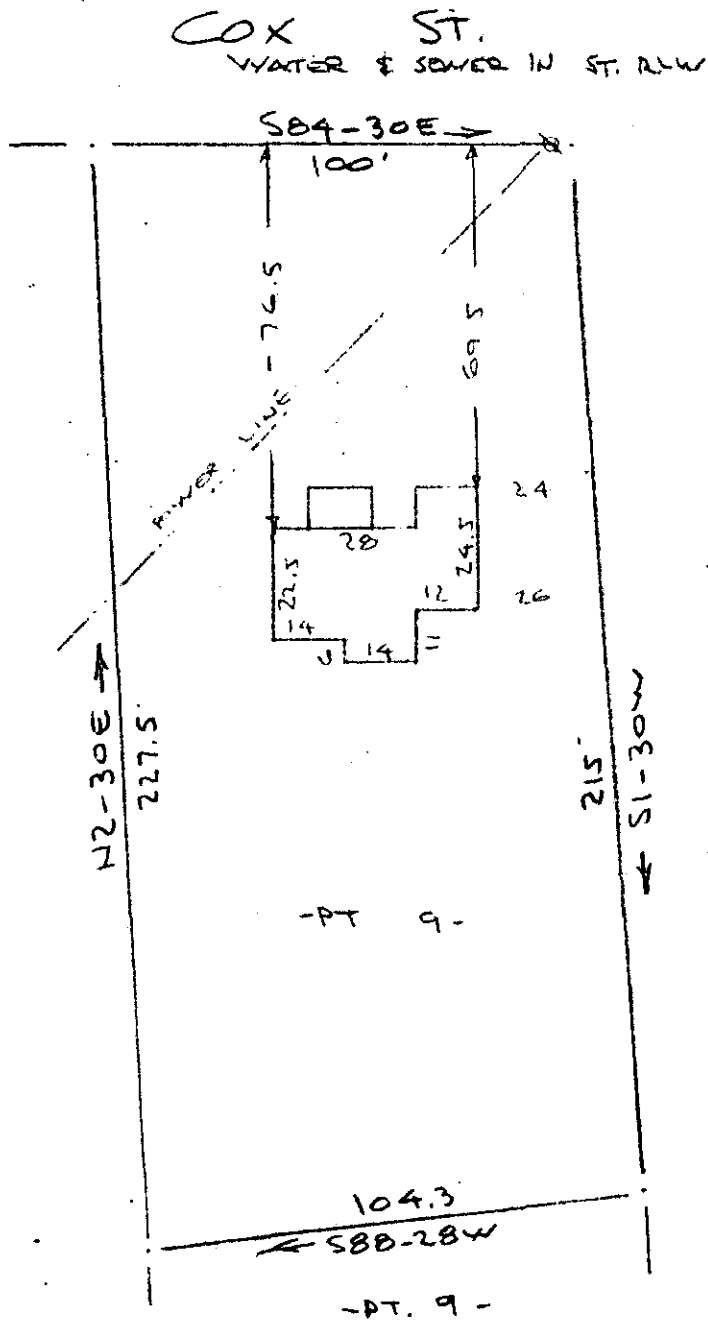 COX ST.
WATER & SEWER IN ST. R/W
S84-30E
100'
76.5
69.5
POWER LINE
24
28
24.5
22.5
12
26
14
14
11
N2-30E
227.5'
215'
S1-30W
-PT 9-
104.3
S88-28W
-PT. 9-